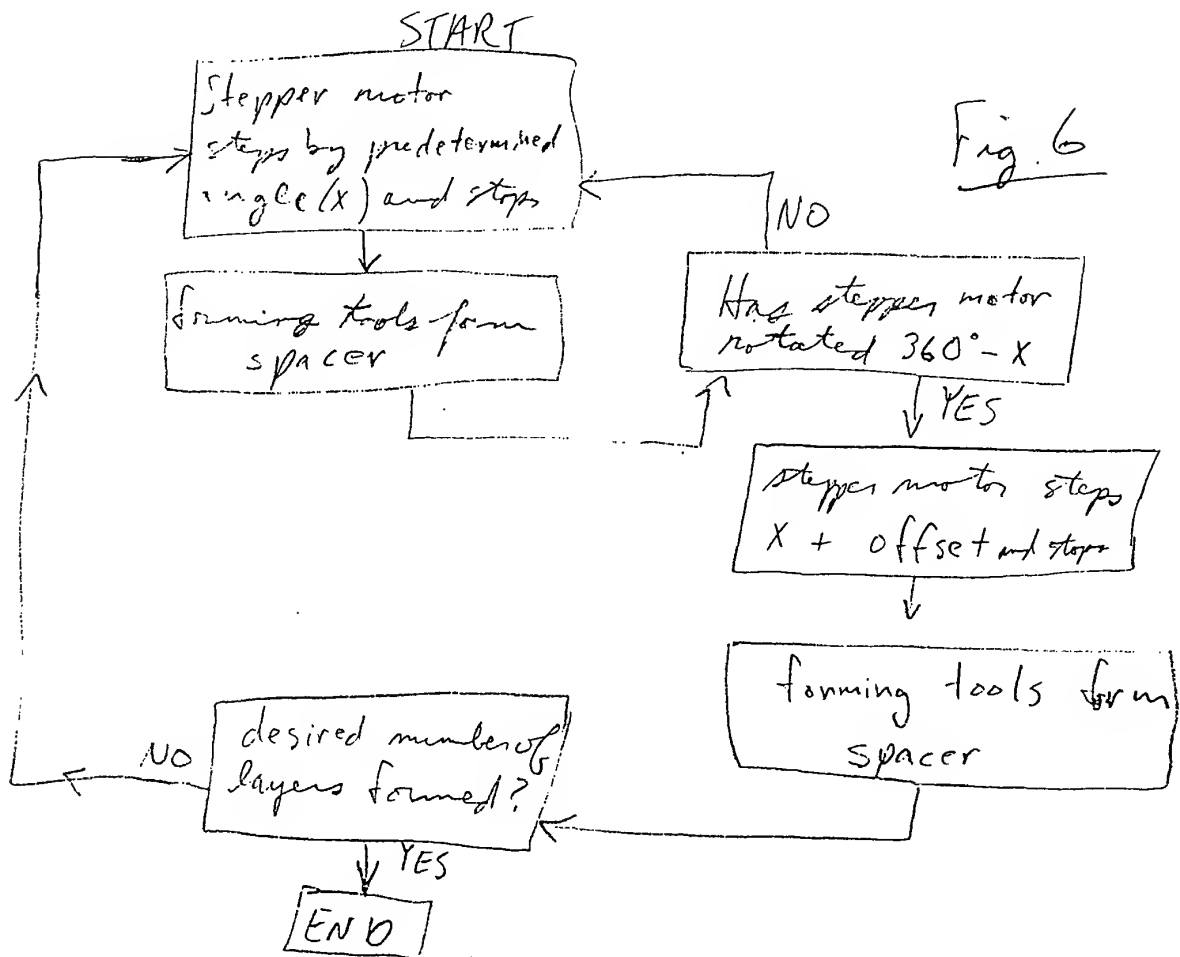 START
Stepper motor
steps by predetermined
angle (X) and stops
Fig. 6
NO
forming tools form
spacer
Has stepper motor
rotated 360° - X
YES
stepper motor steps
X + offset and stops
forming tools form
spacer
desired number of
layers formed?
NO
YES
END